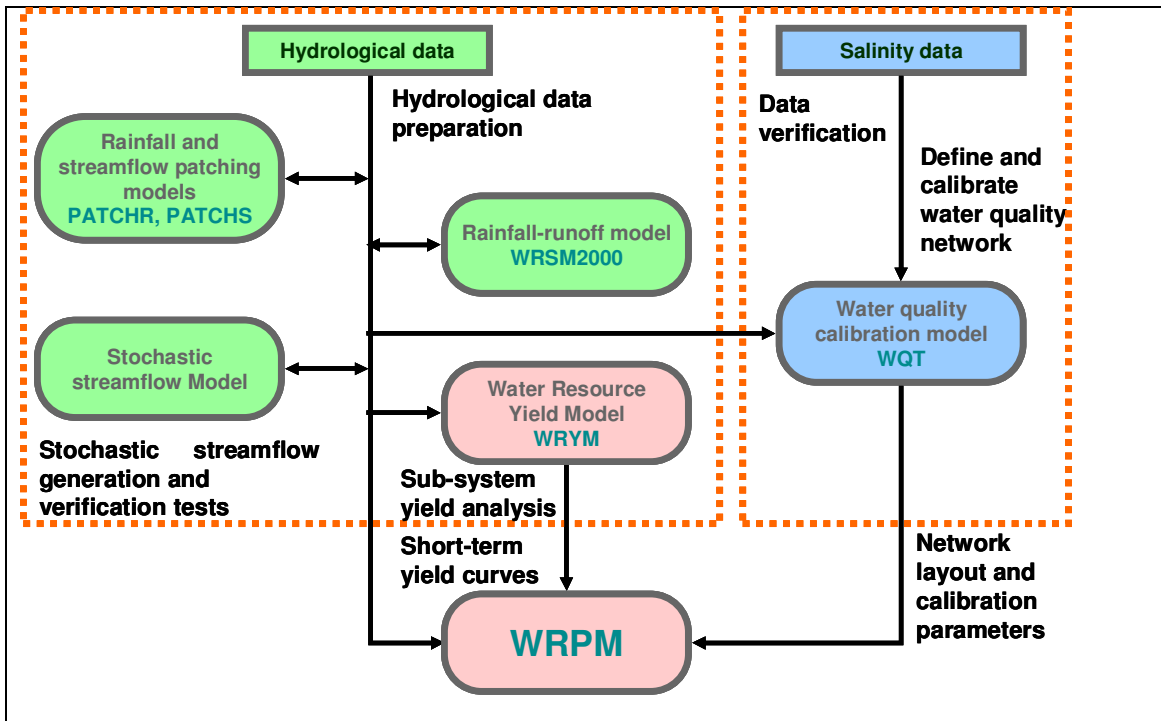 Hydrological data
Salinity data
Hydrological data
preparation
Data
verification
Rainfall and
streamflow patching
models
PATCHR, PATCHS
Define and
calibrate
water quality
network
Rainfall-runoff model
WRSM2000
Water quality
calibration model
WQT
Stochastic
streamflow Model
Water Resource
Yield Model
WRYM
Stochastic streamflow
generation and
verification tests
Sub-system
yield analysis
Short-term
yield curves
Network
layout and
calibration
parameters
WRPM